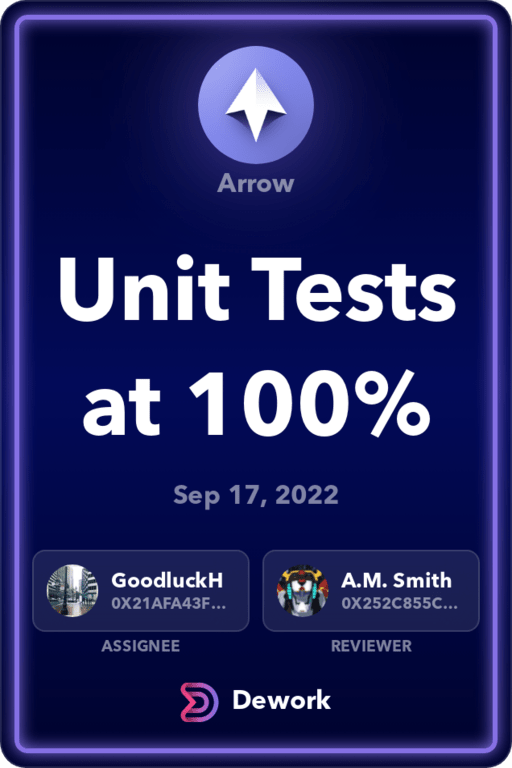 Arrow
Unit Tests
at 100%
Sep 17, 2022
GoodluckH
0X21AFA43F...
ASSIGNEE
A.M. Smith
0X252C855C...
REVIEWER
Dework